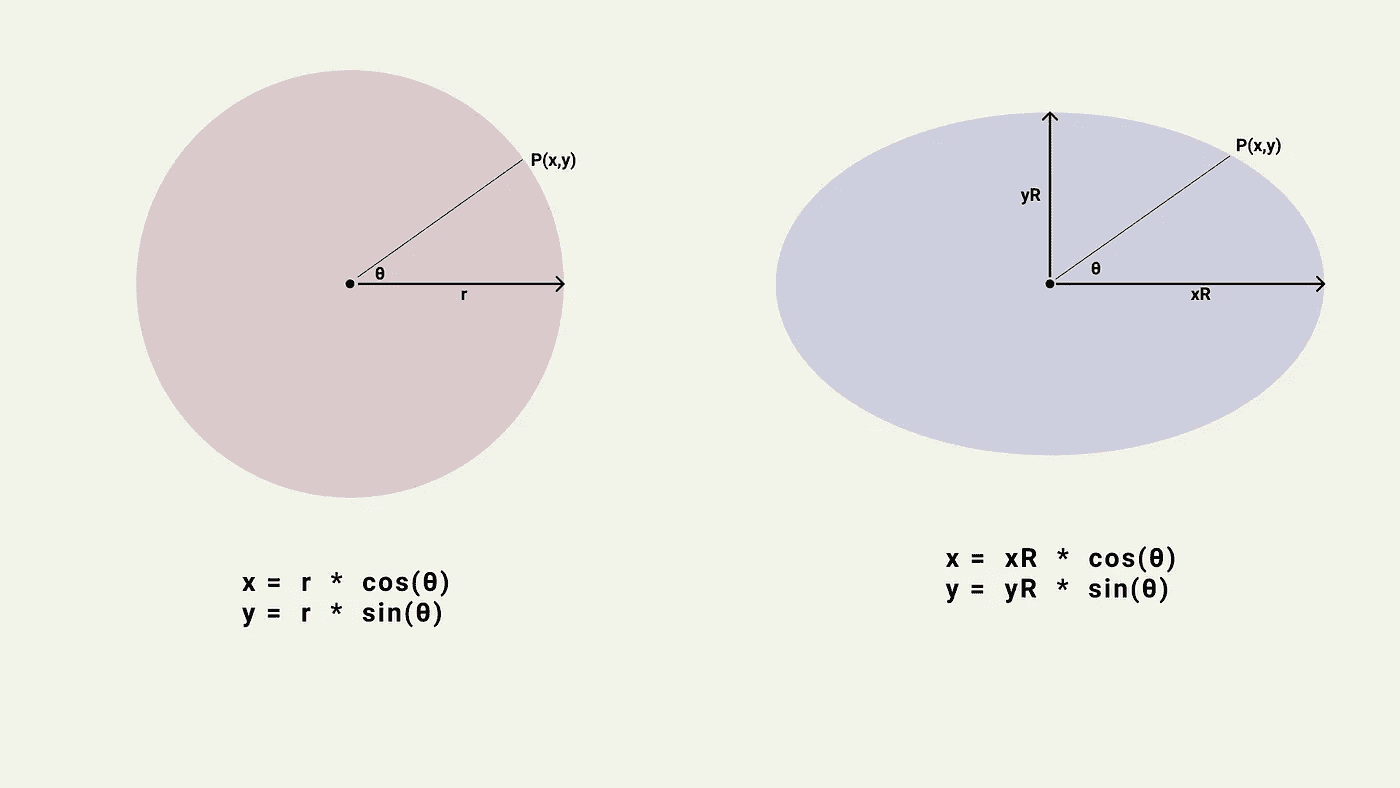 P(x,y)
θ
r
x = r * cos(θ)
y = r * sin(θ)
P(x,y)
yR
θ
xR
x = xR * cos(θ)
y = yR * sin(θ)